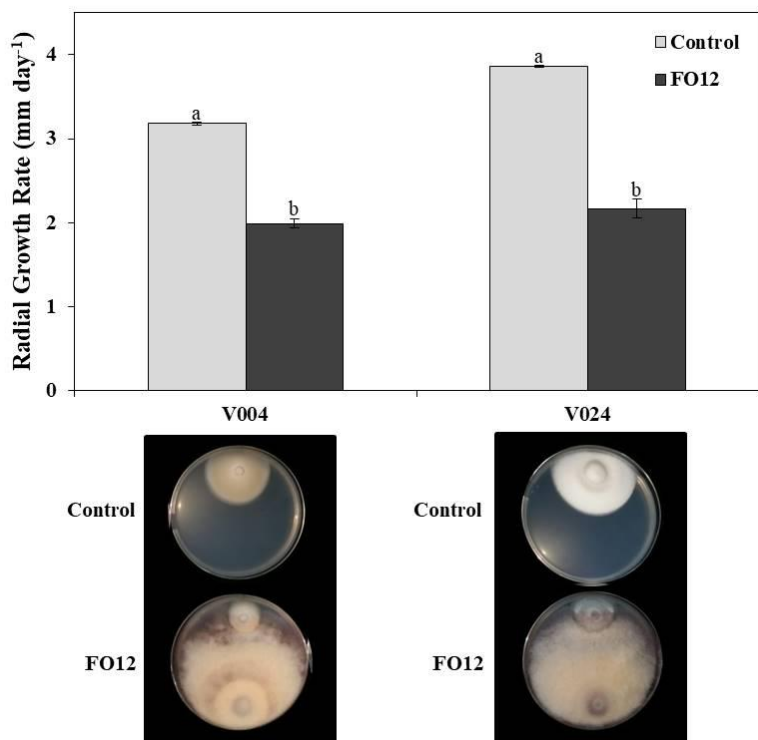 Radial Growth Rate (mm day⁻¹)
4
3
2
1
0
a
b
a
b
Control
FO12
V004
V024
Control
Control
FO12
FO12